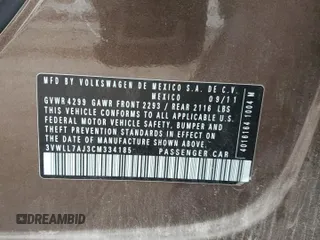 MFD. BY VOLKSWAGEN DE MEXICO S.A. DE C.V.
MEXICO 09/11
GVWR 4299 GAWR FRONT 2293 / REAR 2116 LBS
THIS VEHICLE CONFORMS TO ALL APPLICABLE U.S.
FEDERAL MOTOR VEHICLE SAFETY, BUMPER AND
THEFT PREVENTION STANDARDS IN EFFECT ON
THE DATE OF MANUFACTURE SHOWN ABOVE.
3VWLL7AJ3CM334185 PASSENGER CAR
4016164 1004 M
DREAMBID